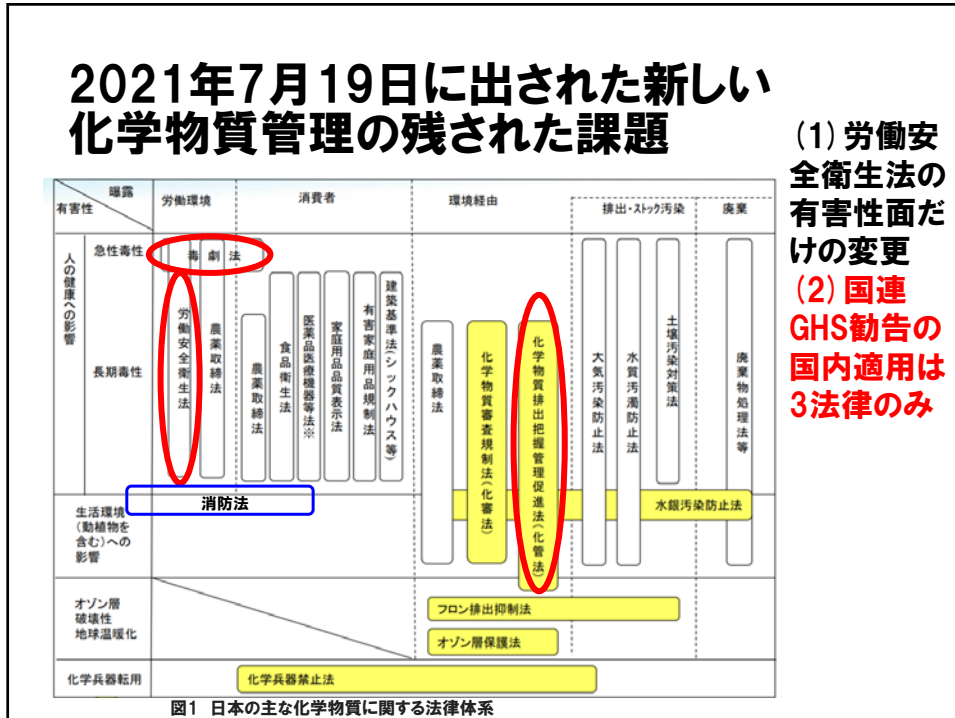 2021年7月19日に出された新しい
化学物質管理の残された課題
(1)労働安
全衛生法の
有害性面だ
けの変更
(2)国連
GHS勧告の
国内適用は
3法律のみ
曝露
有害性
労働環境
消費者
環境経由
排出・ストック汚染
廃棄
人の健康への影響
急性毒性
長期毒性
毒劇法
労働安全衛生法
農薬取締法
農薬取締法
食品衛生法
医薬品医療機器等法※
家庭用品品質表示法
有害家庭用品規制法
建築基準法(シックハウス等)
農薬取締法
化学物質審査規制法(化審法)
化学物質排出把握管理促進法(化管法)
大気汚染防止法
水質汚濁防止法
土壌汚染対策法
廃棄物処理法等
消防法
水銀汚染防止法
生活環境
(動植物を
含む)への
影響
オゾン層
破壊性
地球温暖化
フロン排出抑制法
オゾン層保護法
化学兵器転用
化学兵器禁止法
図1 日本の主な化学物質に関する法律体系